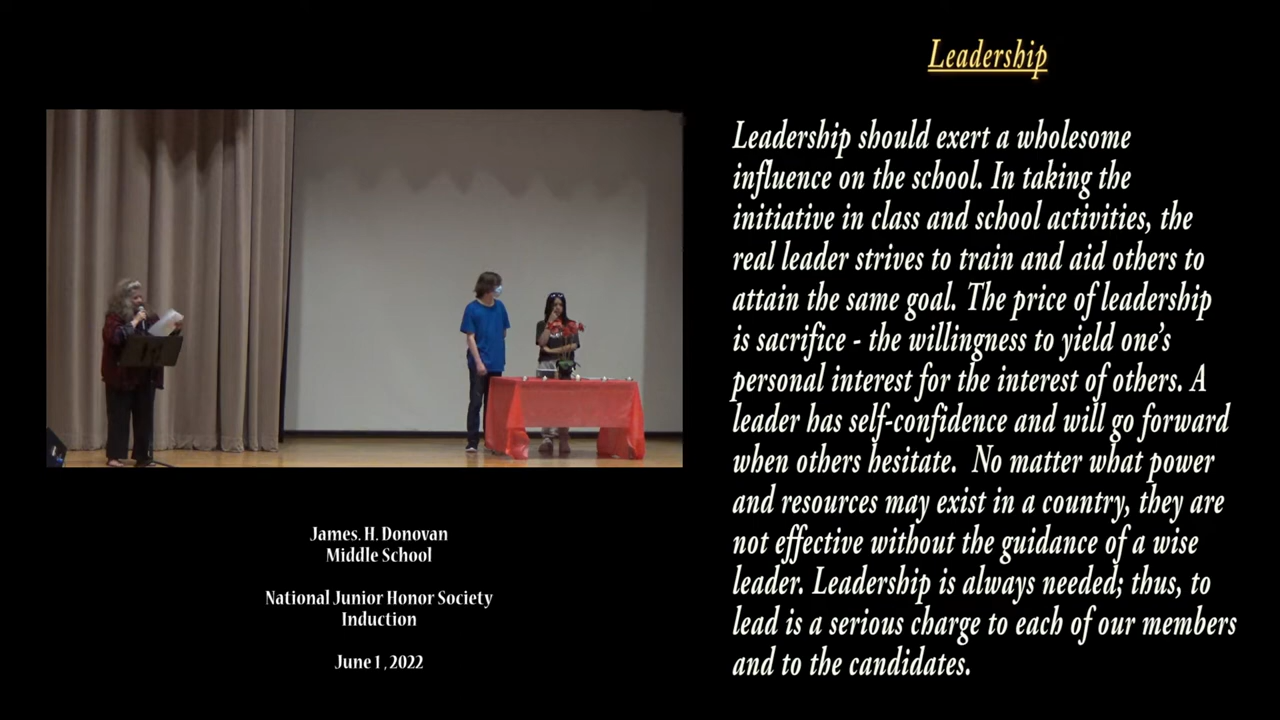 Leadership
Leadership should exert a wholesome
influence on the school. In taking the
initiative in class and school activities, the
real leader strives to train and aid others to
attain the same goal. The price of leadership
is sacrifice - the willingness to yield one's
personal interest for the interest of others. A
leader has self-confidence and will go forward
when others hesitate.  No matter what power
and resources may exist in a country, they are
not effective without the guidance of a wise
leader. Leadership is always needed; thus, to
lead is a serious charge to each of our members
and to the candidates.
James. H. Donovan
Middle School
National Junior Honor Society
Induction
June 1 , 2022